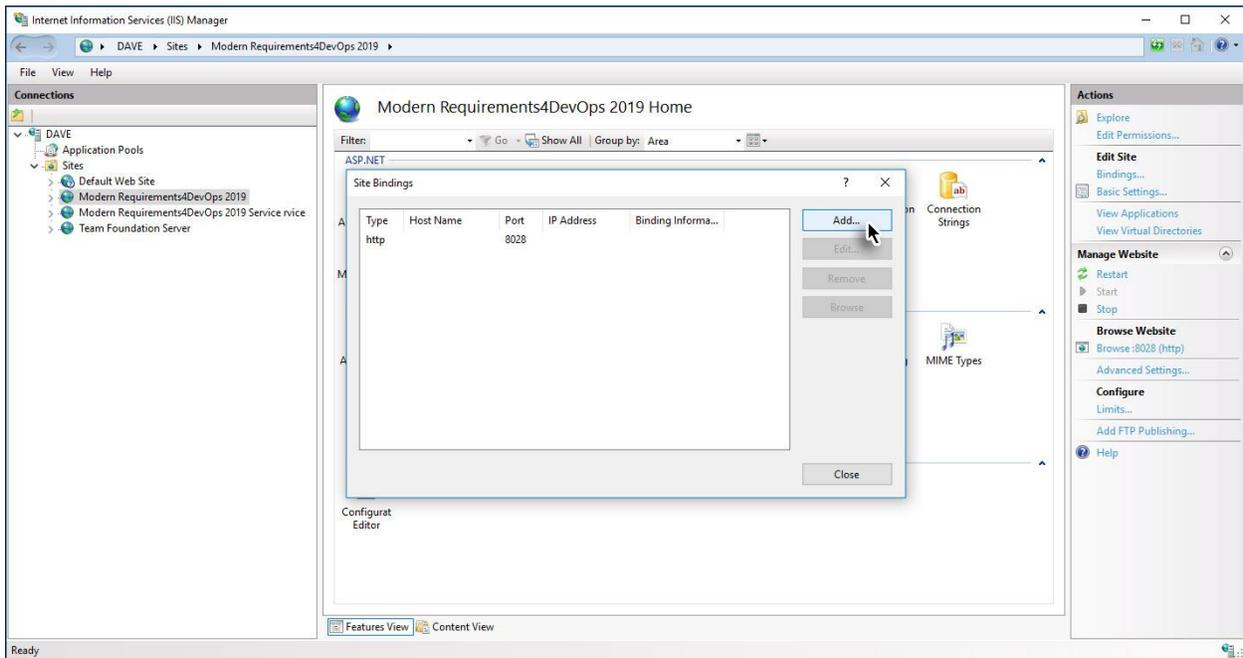 Internet Information Services (IIS) Manager
DAVE Sites Modern Requirements4DevOps 2019
File View Help
Connections
DAVE
Application Pools
Sites
Default Web Site
Modern Requirements4DevOps 2019
Modern Requirements4DevOps 2019 Service rvice
Team Foundation Server
Modern Requirements4DevOps 2019 Home
Filter: Go Show All Group by: Area
ASP.NET
Site Bindings ? X
Type Host Name Port IP Address Binding Informa...
http 8028
Add...
Edit...
Remove
Browse
Close
Connection
Strings
MIME Types
Configurat
Editor
Features View Content View
Actions
Explore
Edit Permissions...
Edit Site
Bindings...
Basic Settings...
View Applications
View Virtual Directories
Manage Website
Restart
Start
Stop
Browse Website
Browse :8028 (http)
Advanced Settings...
Configure
Limits...
Add FTP Publishing...
Help
Ready